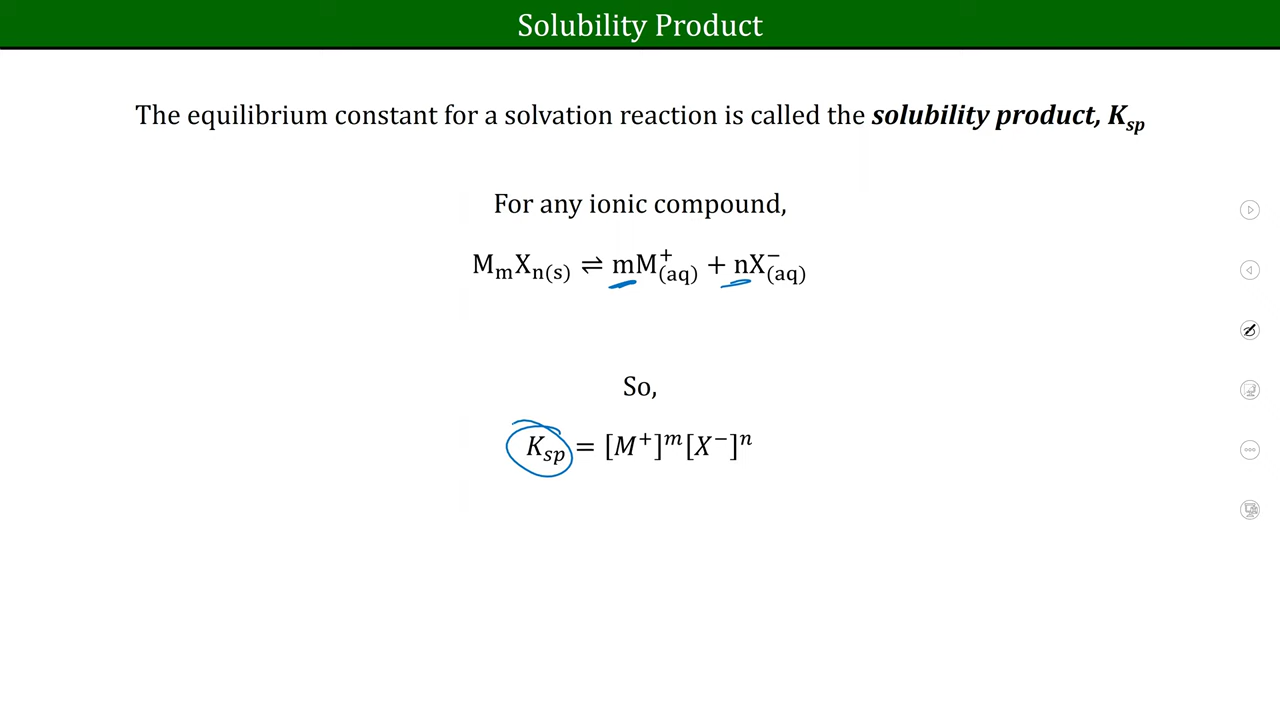 Solubility Product
The equilibrium constant for a solvation reaction is called the solubility product, Kₛₚ
For any ionic compound,
MₘXₙ₍ₛ₎ ⇌ mM⁺₍aq₎ + nX⁻₍aq₎
So,
Kₛₚ = [M⁺]ᵐ[X⁻]ⁿ